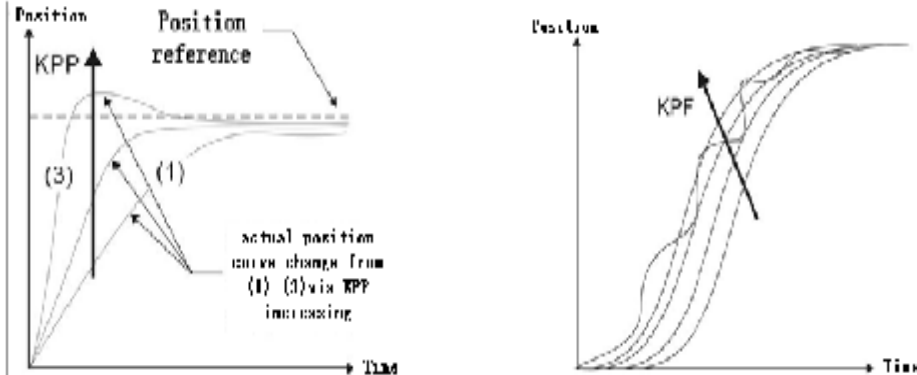 Position
Position
reference
KPP
(3)
(1)
actual position
curve change from
(1)-(3)via KPP
increasing
Time
Position
KPF
Time